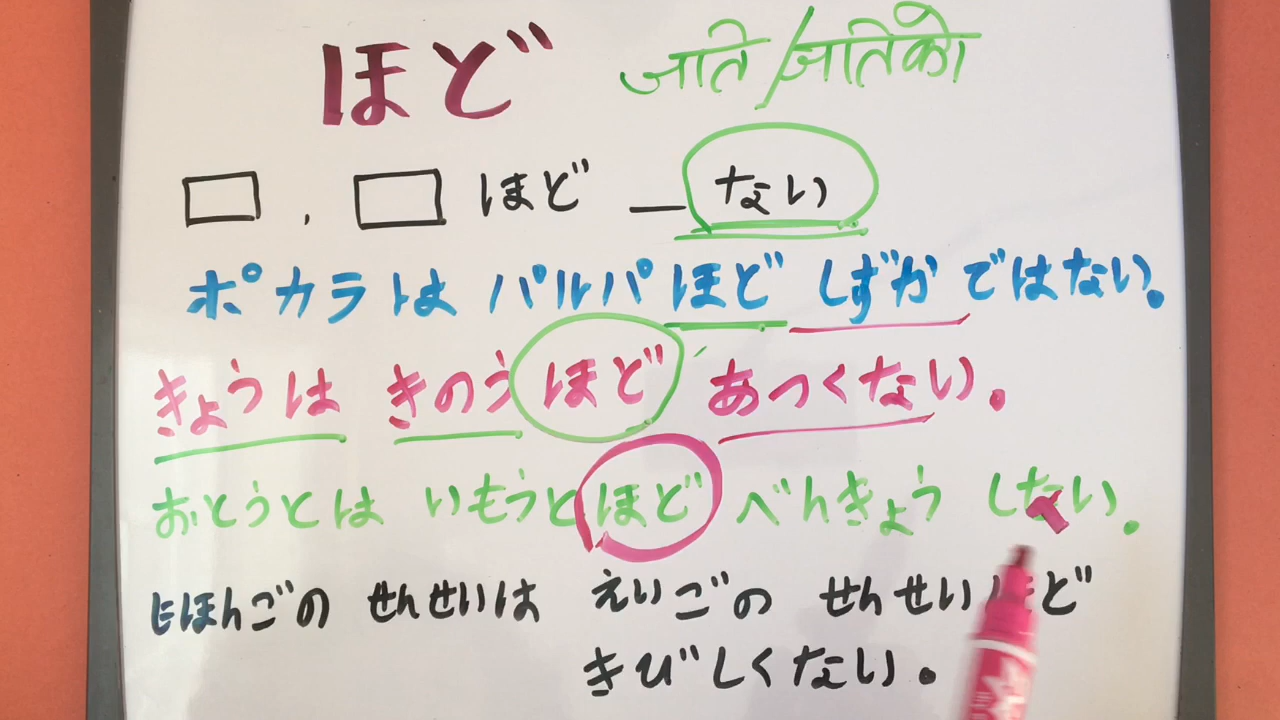 ほど जाति/जातिको
□ , □ ほど _ ない
ポカラは パルパ ほど しずか ではない。
きょうは きのう ほど あつくない。
おとうとは いもうと ほど べんきょう しない。
にほんごの せんせいは えいごの せんせいほど
きびしくない。